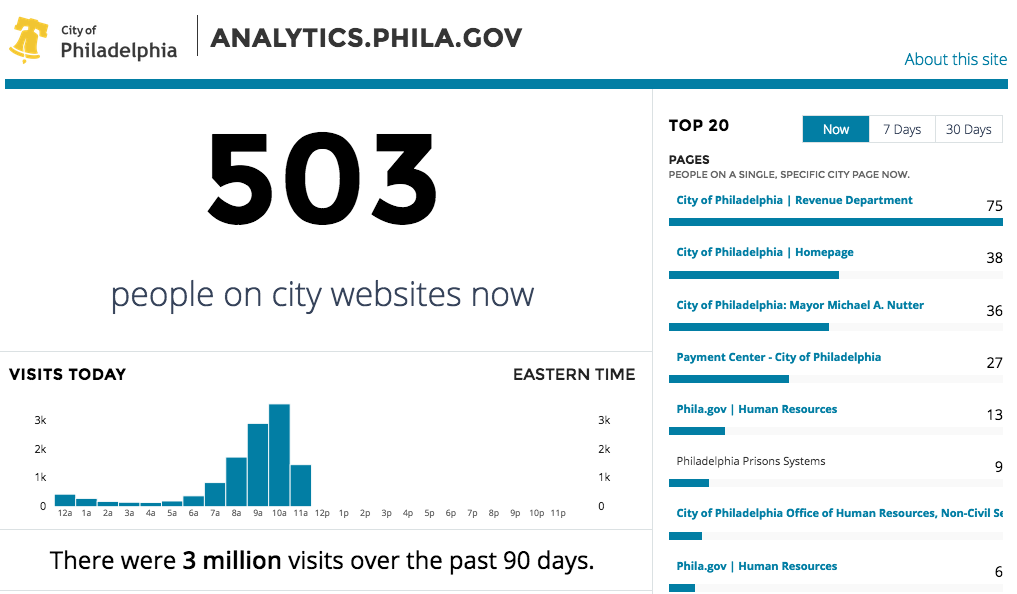 City of
Philadelphia
ANALYTICS.PHILA.GOV
About this site
503
people on city websites now
VISITS TODAY
EASTERN TIME
3k
2k
1k
0
3k
2k
1k
0
12a 1a 2a 3a 4a 5a 6a 7a 8a 9a 10a 11a 12p 1p 2p 3p 4p 5p 6p 7p 8p 9p 10p 11p
There were 3 million visits over the past 90 days.
TOP 20
Now 7 Days 30 Days
PAGES
PEOPLE ON A SINGLE, SPECIFIC CITY PAGE NOW.
City of Philadelphia | Revenue Department 75
City of Philadelphia | Homepage 38
City of Philadelphia: Mayor Michael A. Nutter 36
Payment Center - City of Philadelphia 27
Phila.gov | Human Resources 13
Philadelphia Prisons Systems 9
City of Philadelphia Office of Human Resources, Non-Civil
Phila.gov | Human Resources 6